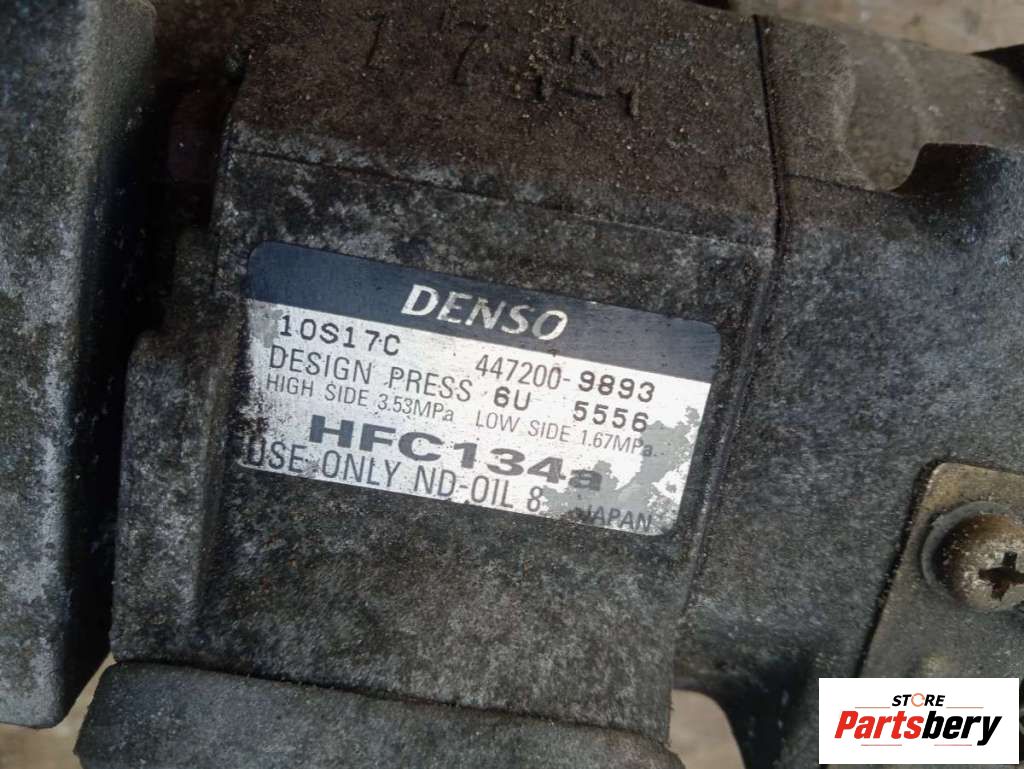 DENSO
10S17C 447200-9893
DESIGN PRESS 6U 5556
HIGH SIDE 3.53MPa LOW SIDE 1.67MPa
HFC134a
USE ONLY ND-OIL 8 JAPAN
STORE
Partsbery